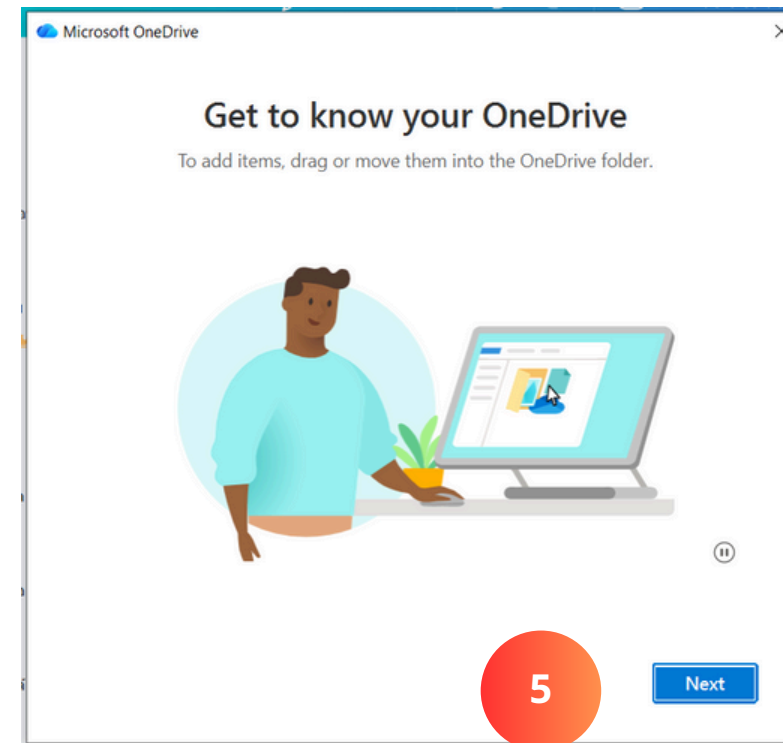 Microsoft OneDrive
Get to know your OneDrive
To add items, drag or move them into the OneDrive folder.
5
Next